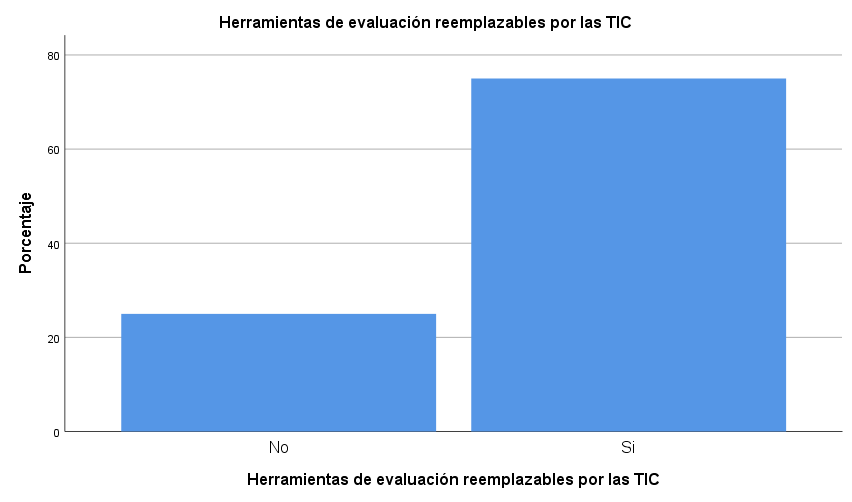 Herramientas de evaluación reemplazables por las TIC
80
60
40
20
0
Porcentaje
No
Si
Herramientas de evaluación reemplazables por las TIC